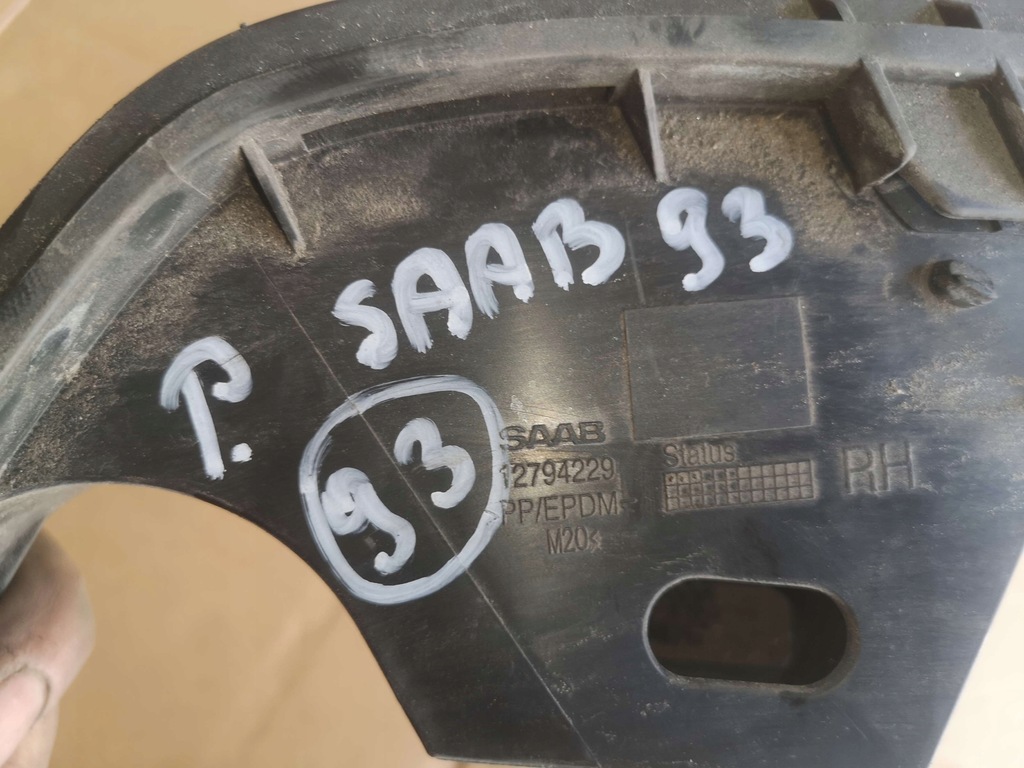 P. SAAB 93
93
SAAB
12794229
PP/EPDM-
M20<
Status
RH